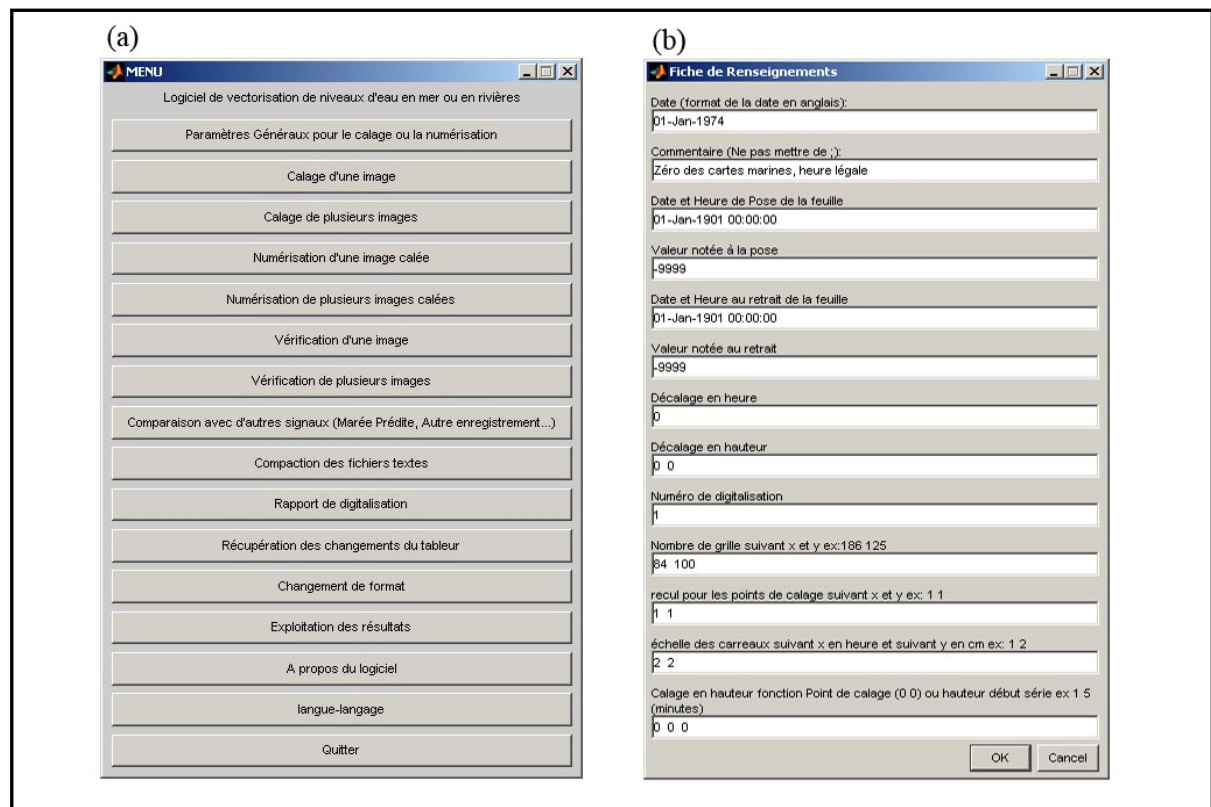 (a)
MENU
Logiciel de vectorisation de niveaux d'eau en mer ou en rivières
Paramètres Généraux pour le calage ou la numérisation
Calage d'une image
Calage de plusieurs images
Numérisation d'une image calée
Numérisation de plusieurs images calées
Vérification d'une image
Vérification de plusieurs images
Comparaison avec d'autres signaux (Marée Prédite, Autre enregistrement...)
Compaction des fichiers textes
Rapport de digitalisation
Récupération des changements du tableur
Changement de format
Exploitation des résultats
A propos du logiciel
langue-langage
Quitter
(b)
Fiche de Renseignements
Date (format de la date en anglais):
01-Jan-1974
Commentaire (Ne pas mettre de ;):
Zéro des cartes marines, heure légale
Date et Heure de Pose de la feuille
01-Jan-1901 00:00:00
Valeur notée à la pose
-9999
Date et Heure au retrait de la feuille
01-Jan-1901 00:00:00
Valeur notée au retrait
-9999
Décalage en heure
0
Décalage en hauteur
0 0
Numéro de digitalisation
1
Nombre de grille suivant x et y ex:186 125
84 100
recul pour les points de calage suivant x et y ex: 1 1
1 1
échelle des carreaux suivant x en heure et suivant y en cm ex: 1 2
2 2
Calage en hauteur fonction Point de calage (0 0) ou hauteur début série ex 1 5
(minutes)
0 0 0
OK Cancel